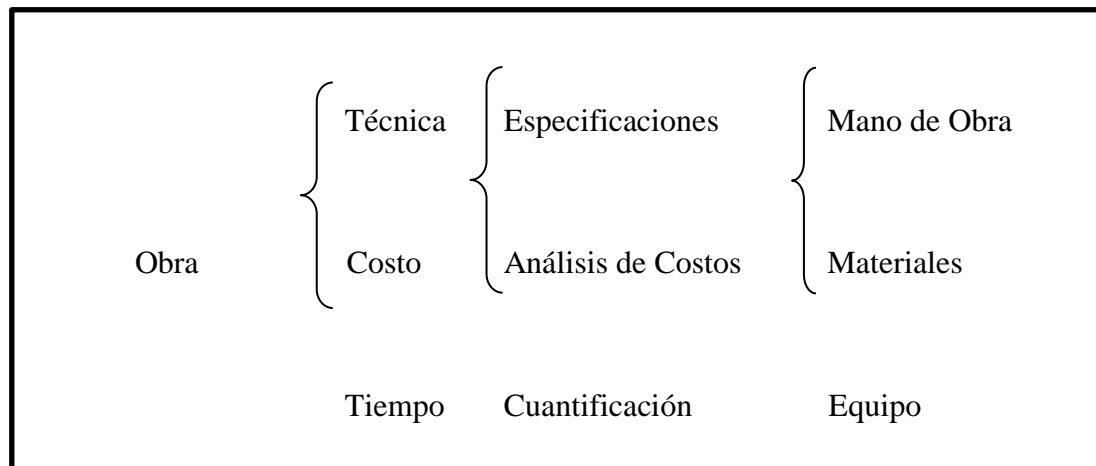 Técnica Especificaciones Mano de Obra
Obra Costo Análisis de Costos Materiales
Tiempo Cuantificación Equipo